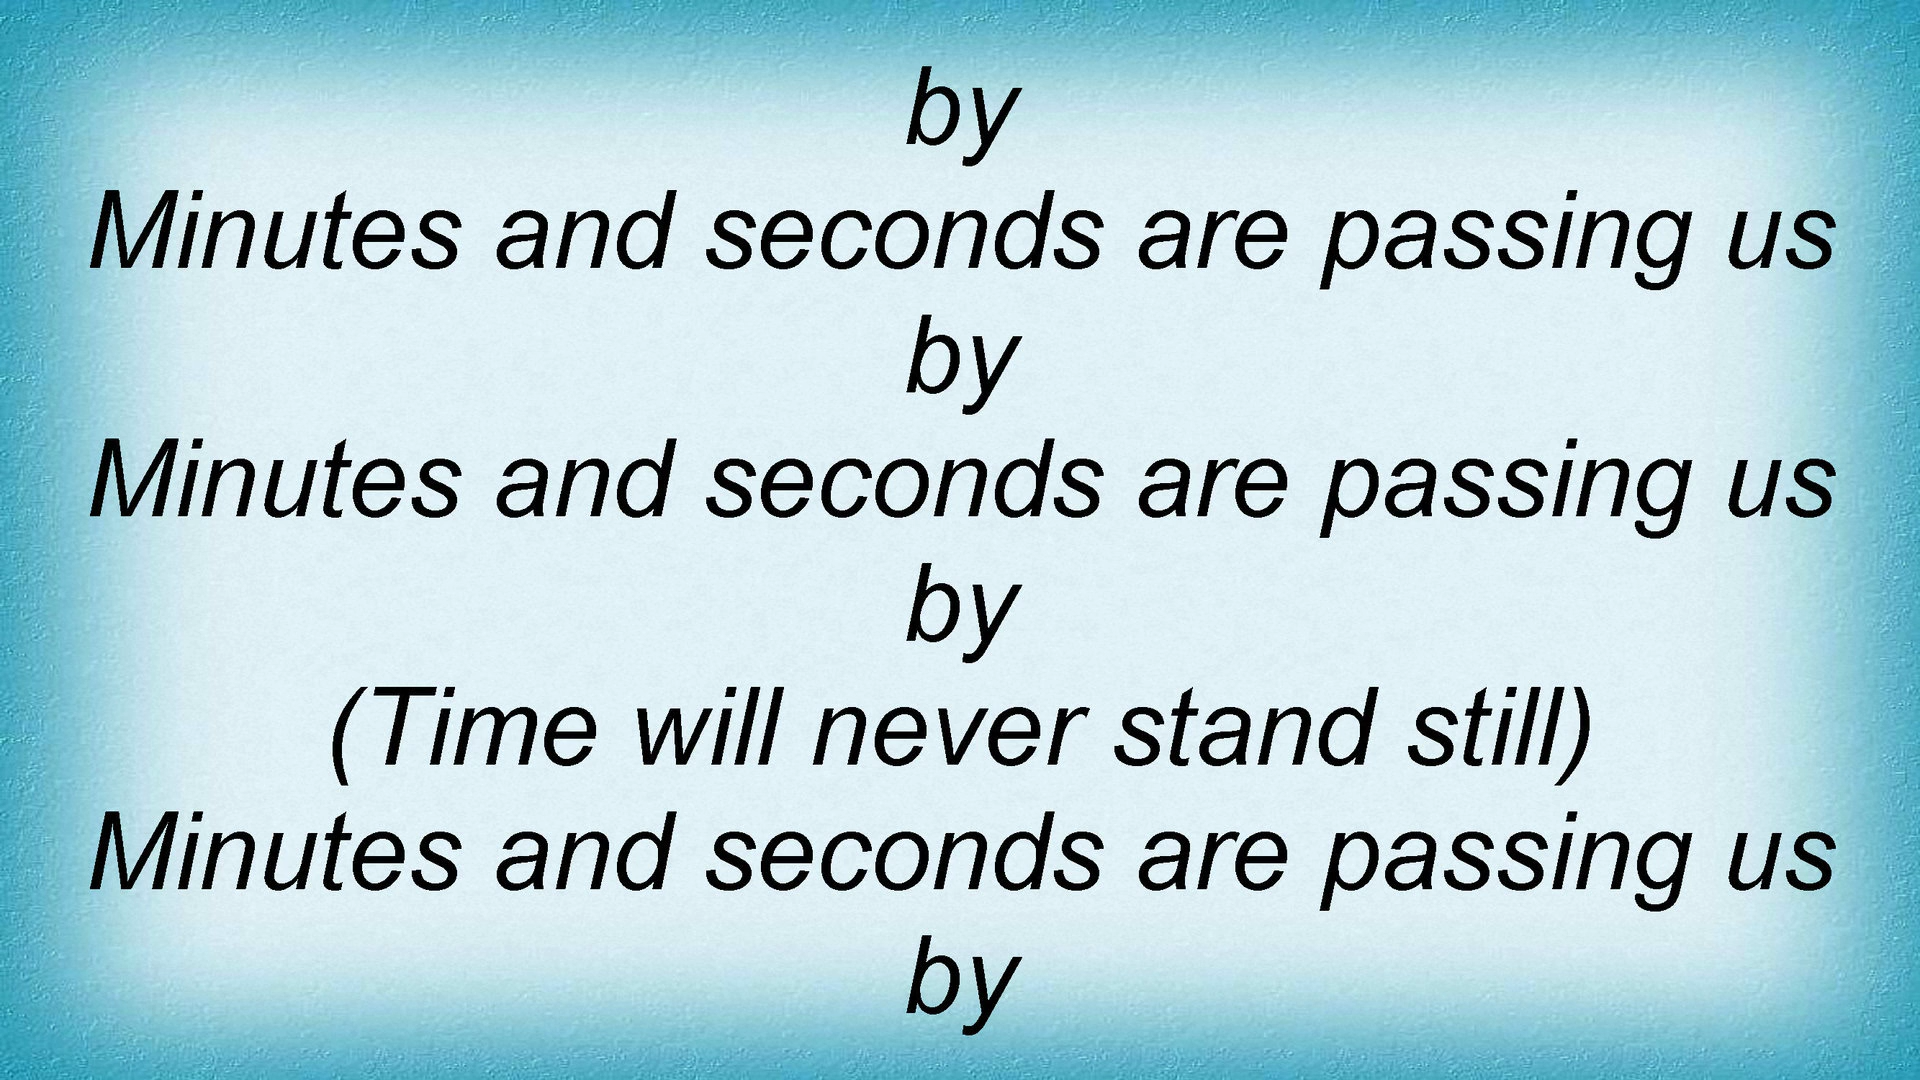 by
Minutes and seconds are passing us
by
Minutes and seconds are passing us
by
(Time will never stand still)
Minutes and seconds are passing us
by